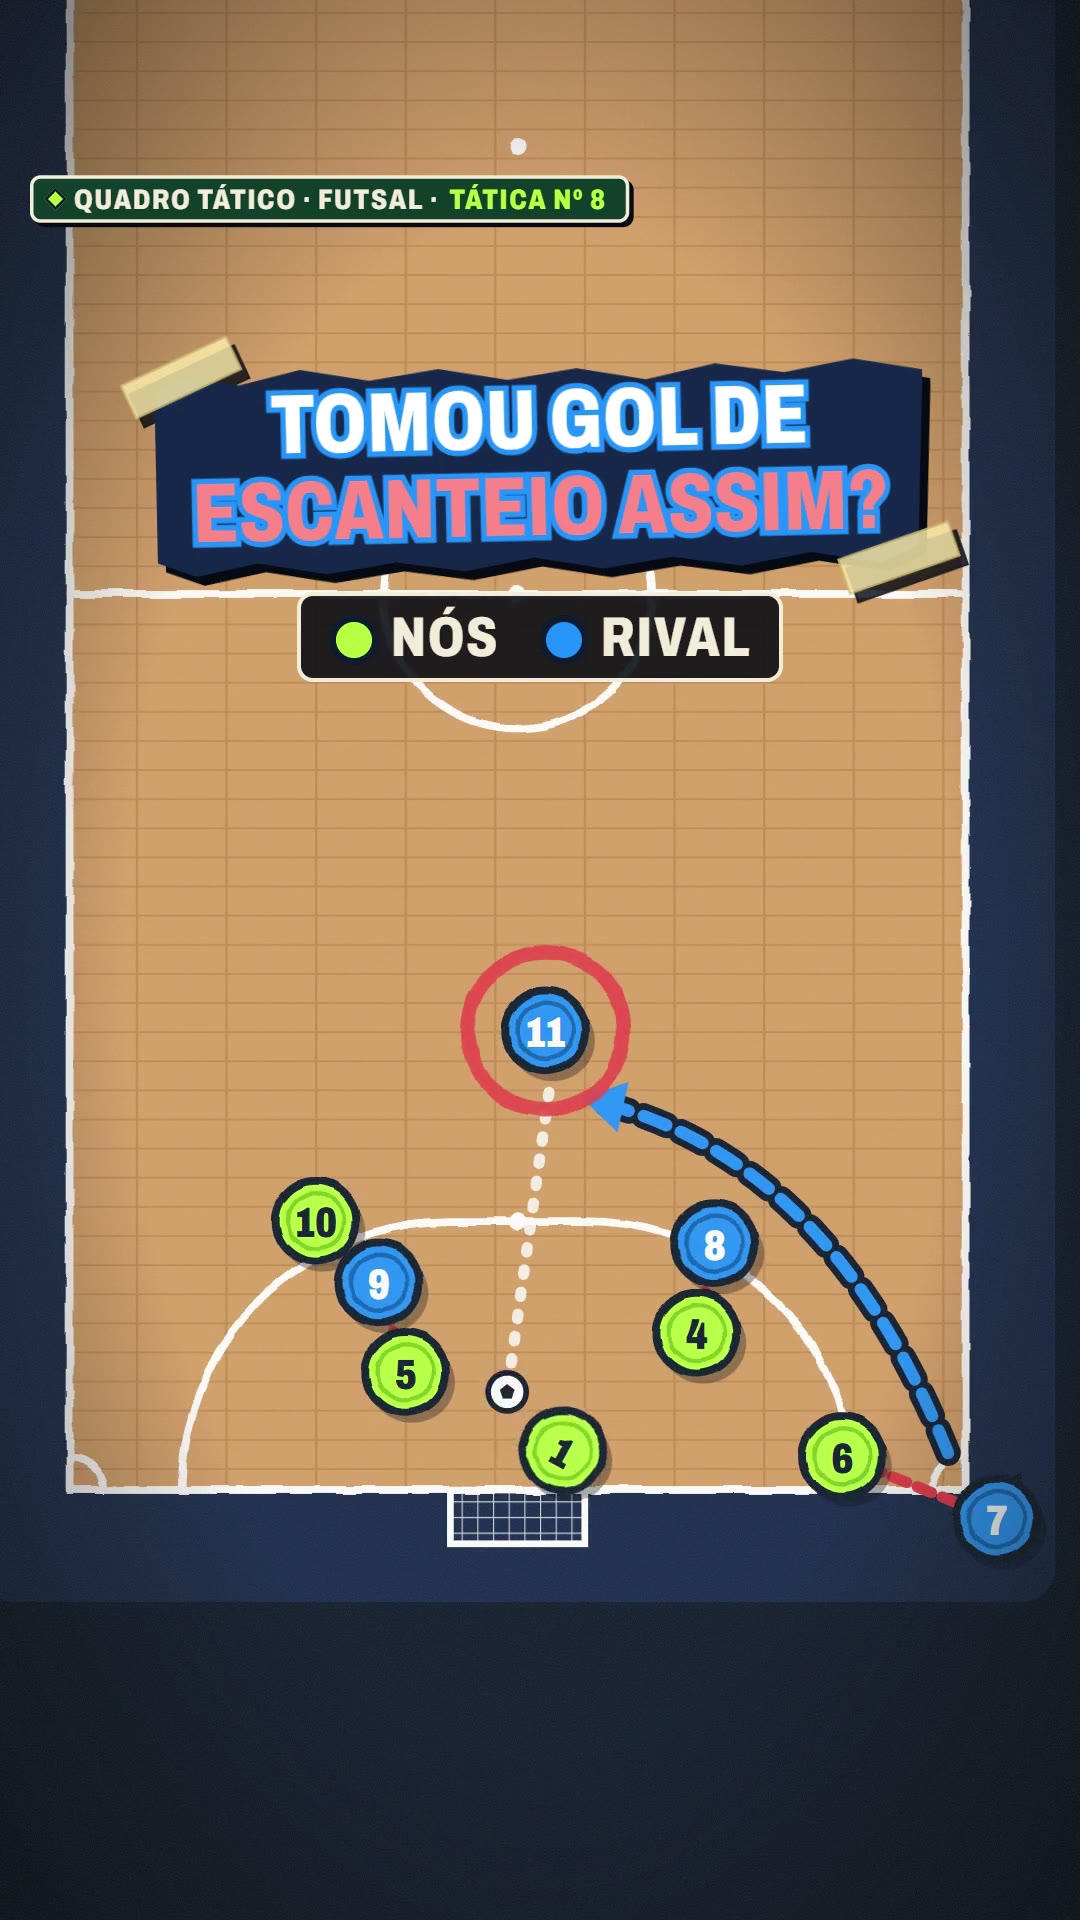 QUADRO TÁTICO · FUTSAL · TÁTICA Nº 8
TOMOU GOL DE
ESCANTEIO ASSIM?
NÓS RIVAL
11
10
8
9
4
5
1
6
7